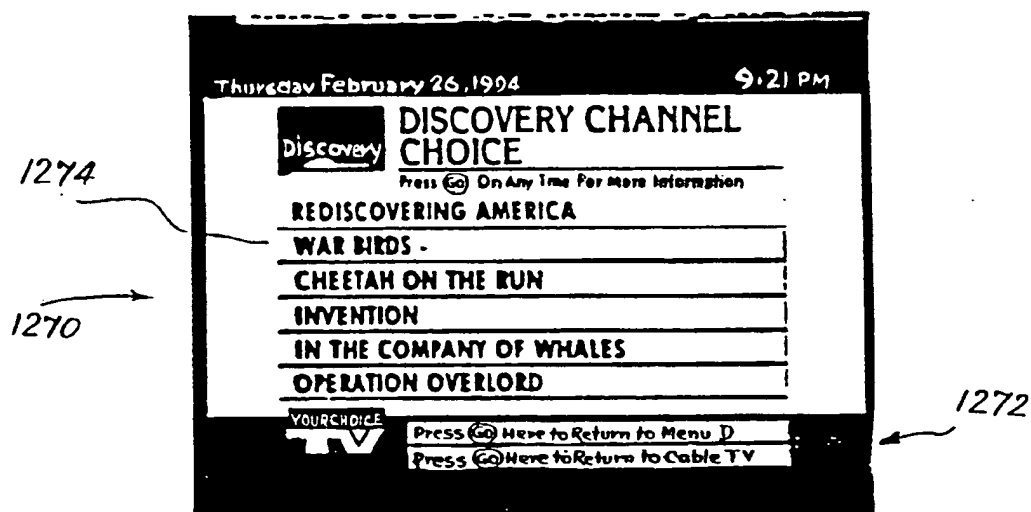 Thursday February 26, 1994 9:21 PM
Discovery
DISCOVERY CHANNEL
CHOICE
Press Go On Any Time For More Information
1274
REDISCOVERING AMERICA
WAR BIRDS -
CHEETAH ON THE RUN
1270
INVENTION
IN THE COMPANY OF WHALES
OPERATION OVERLORD
1272
YOUR CHOICE
TV
Press Go Here to Return to Menu D
Press Go Here to Return to Cable TV